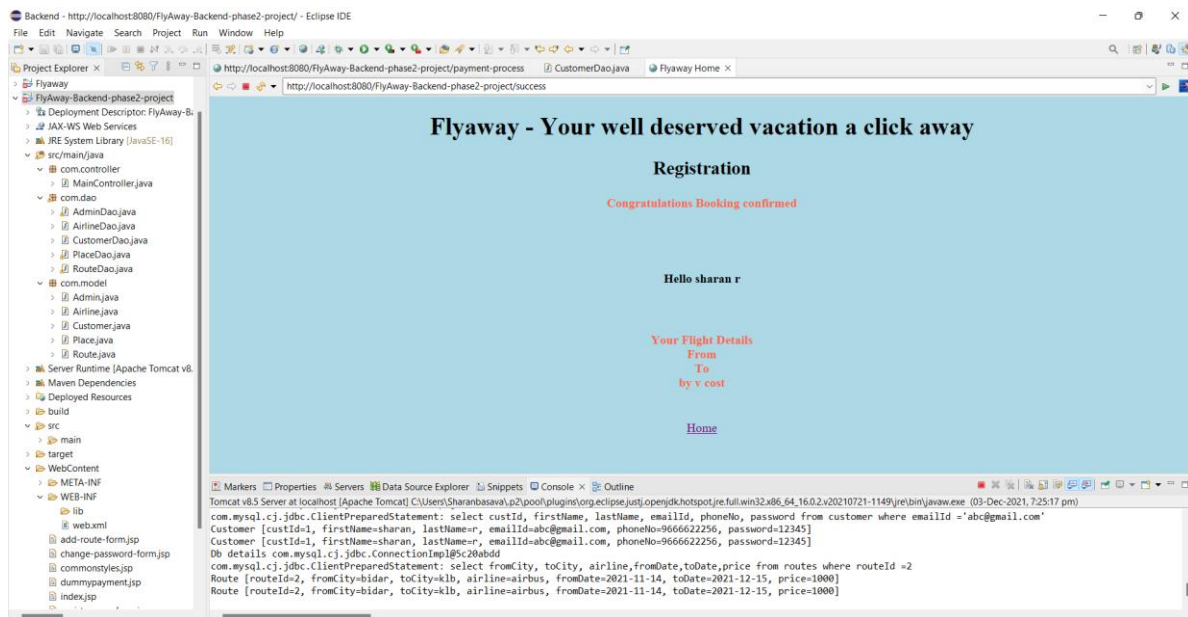 Backend - http://localhost:8080/FlyAway-Backend-phase2-project/ - Eclipse IDE
File Edit Navigate Search Project Run Window Help
Project Explorer
http://localhost:8080/FlyAway-Backend-phase2-project/payment-process CustomerDao.java Flyaway Home
Flyaway
FlyAway-Backend-phase2-project
Deployment Descriptor: FlyAway-Ba
JAX-WS Web Services
JRE System Library [JavaSE-16]
src/main/java
com.controller
MainController.java
com.dao
AdminDao.java
AirlineDao.java
CustomerDao.java
PlaceDao.java
RouteDao.java
com.model
Admin.java
Airline.java
Customer.java
Place.java
Route.java
Server Runtime [Apache Tomcat v8.
Maven Dependencies
Deployed Resources
build
src
main
target
WebContent
META-INF
WEB-INF
lib
web.xml
add-route-form.jsp
change-password-form.jsp
commonstyles.jsp
dummypayment.jsp
index.jsp
http://localhost:8080/FlyAway-Backend-phase2-project/success
Flyaway - Your well deserved vacation a click away
Registration
Congratulations Booking confirmed
Hello sharan r
Your Flight Details
From
To
by v cost
Home
Markers Properties Servers Data Source Explorer Snippets Console Outline
Tomcat v8.5 Server at localhost [Apache Tomcat] C:\Users\Sharanbasava\.p2\pool\plugins\org.eclipse.justj.openjdk.hotspot.jre.full.win32.x86_64_16.0.2.v20210721-1149\jre\bin\javaw.exe (03-Dec-2021, 7:25:17 pm)
com.mysql.cj.jdbc.ClientPreparedStatement: select custId, firstName, lastName, emailId, phoneNo, password from customer where emailId ='abc@gmail.com'
Customer [custId=1, firstName=sharan, lastName=r, emailId=abc@gmail.com, phoneNo=9666622256, password=12345]
Customer [custId=1, firstName=sharan, lastName=r, emailId=abc@gmail.com, phoneNo=9666622256, password=12345]
Db details com.mysql.cj.jdbc.ConnectionImpl@5c20abdd
com.mysql.cj.jdbc.ClientPreparedStatement: select fromCity, toCity, airline,fromDate,toDate,price from routes where routeId =2
Route [routeId=2, fromCity=bidar, toCity=klb, airline=airbus, fromDate=2021-11-14, toDate=2021-12-15, price=1000]
Route [routeId=2, fromCity=bidar, toCity=klb, airline=airbus, fromDate=2021-11-14, toDate=2021-12-15, price=1000]